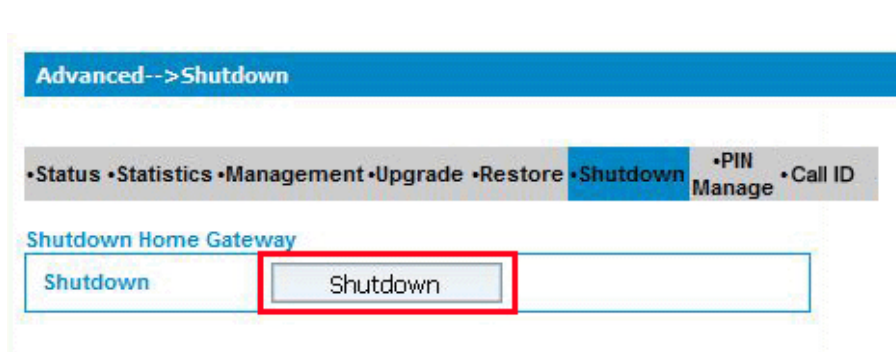 Advanced-->Shutdown
•Status •Statistics •Management •Upgrade •Restore •Shutdown •PIN Manage •Call ID
Shutdown Home Gateway
Shutdown Shutdown